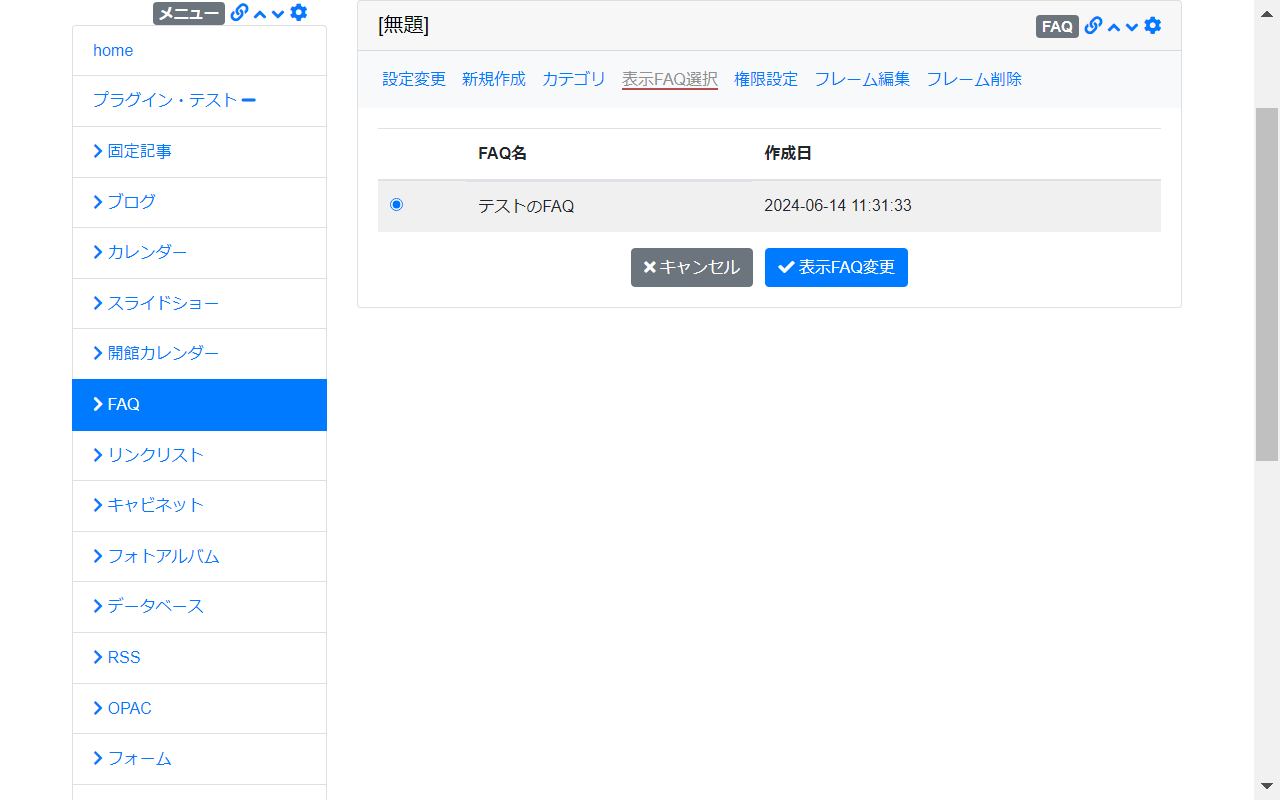 メニュー
home
プラグイン・テスト
固定記事
ブログ
カレンダー
スライドショー
開館カレンダー
FAQ
リンクリスト
キャビネット
フォトアルバム
データベース
RSS
OPAC
フォーム
[無題] FAQ
設定変更 新規作成 カテゴリ 表示FAQ選択 権限設定 フレーム編集 フレーム削除
FAQ名 作成日
テストのFAQ 2024-06-14 11:31:33
キャンセル 表示FAQ変更